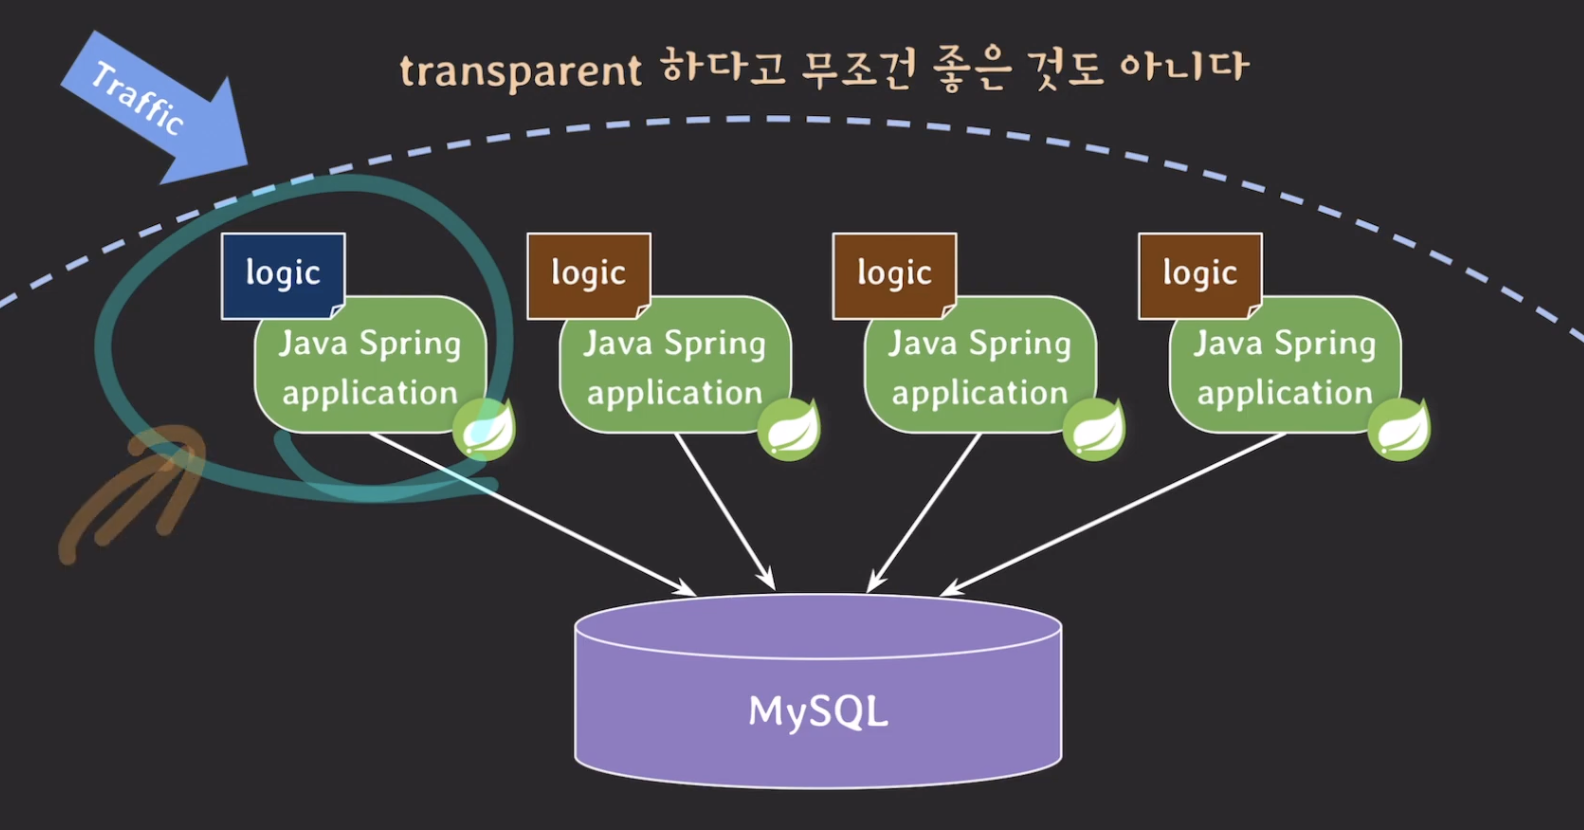 transparent 하다고 무조건 좋은 것도 아니다
Traffic
logic
logic
logic
logic
Java Spring
application
Java Spring
application
Java Spring
application
Java Spring
application
MySQL